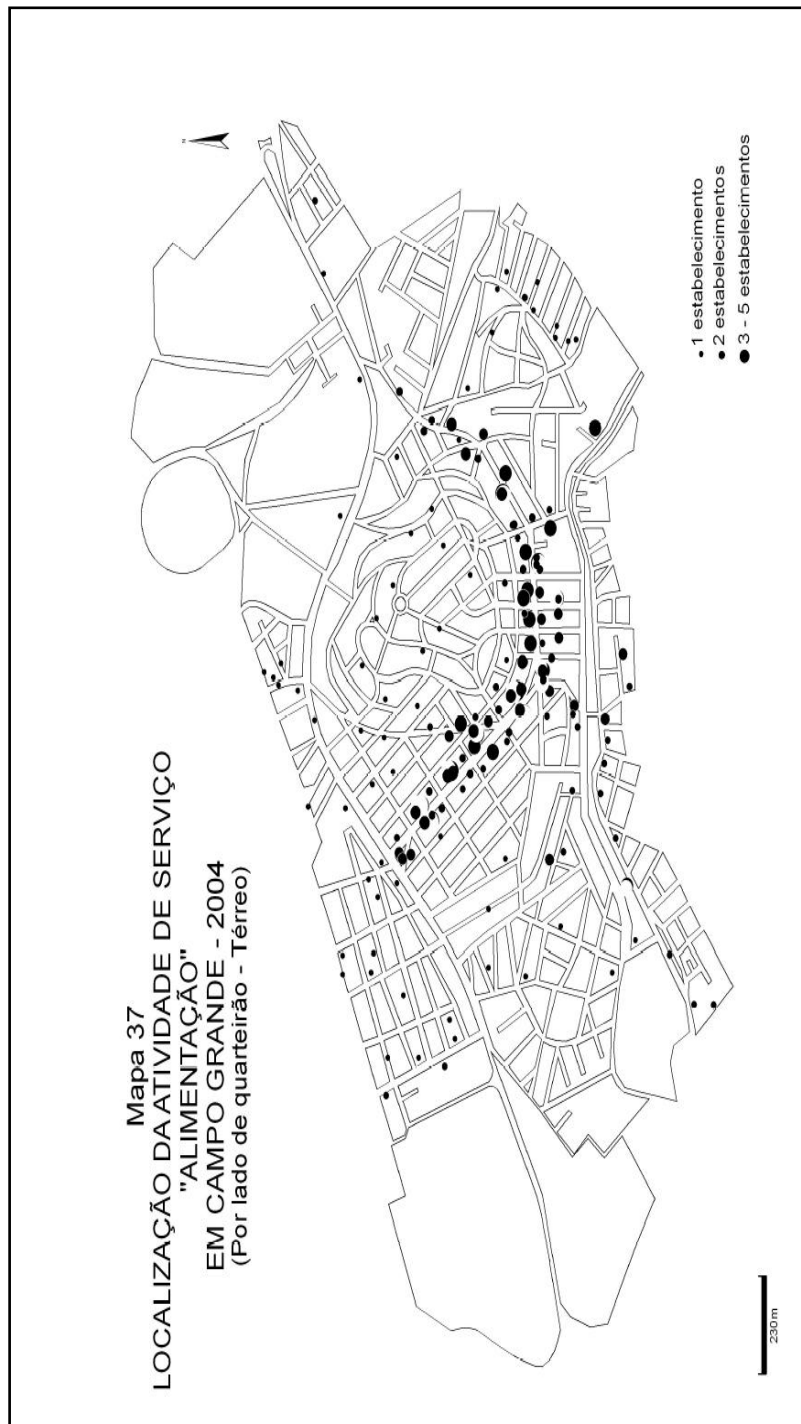 Mapa 37
LOCALIZAÇÃO DA ATIVIDADE DE SERVIÇO
"ALIMENTAÇÃO"
EM CAMPO GRANDE - 2004
(Por lado de quarteirão - Térreo)
1 estabelecimento
2 estabelecimentos
3 - 5 estabelecimentos
230 m